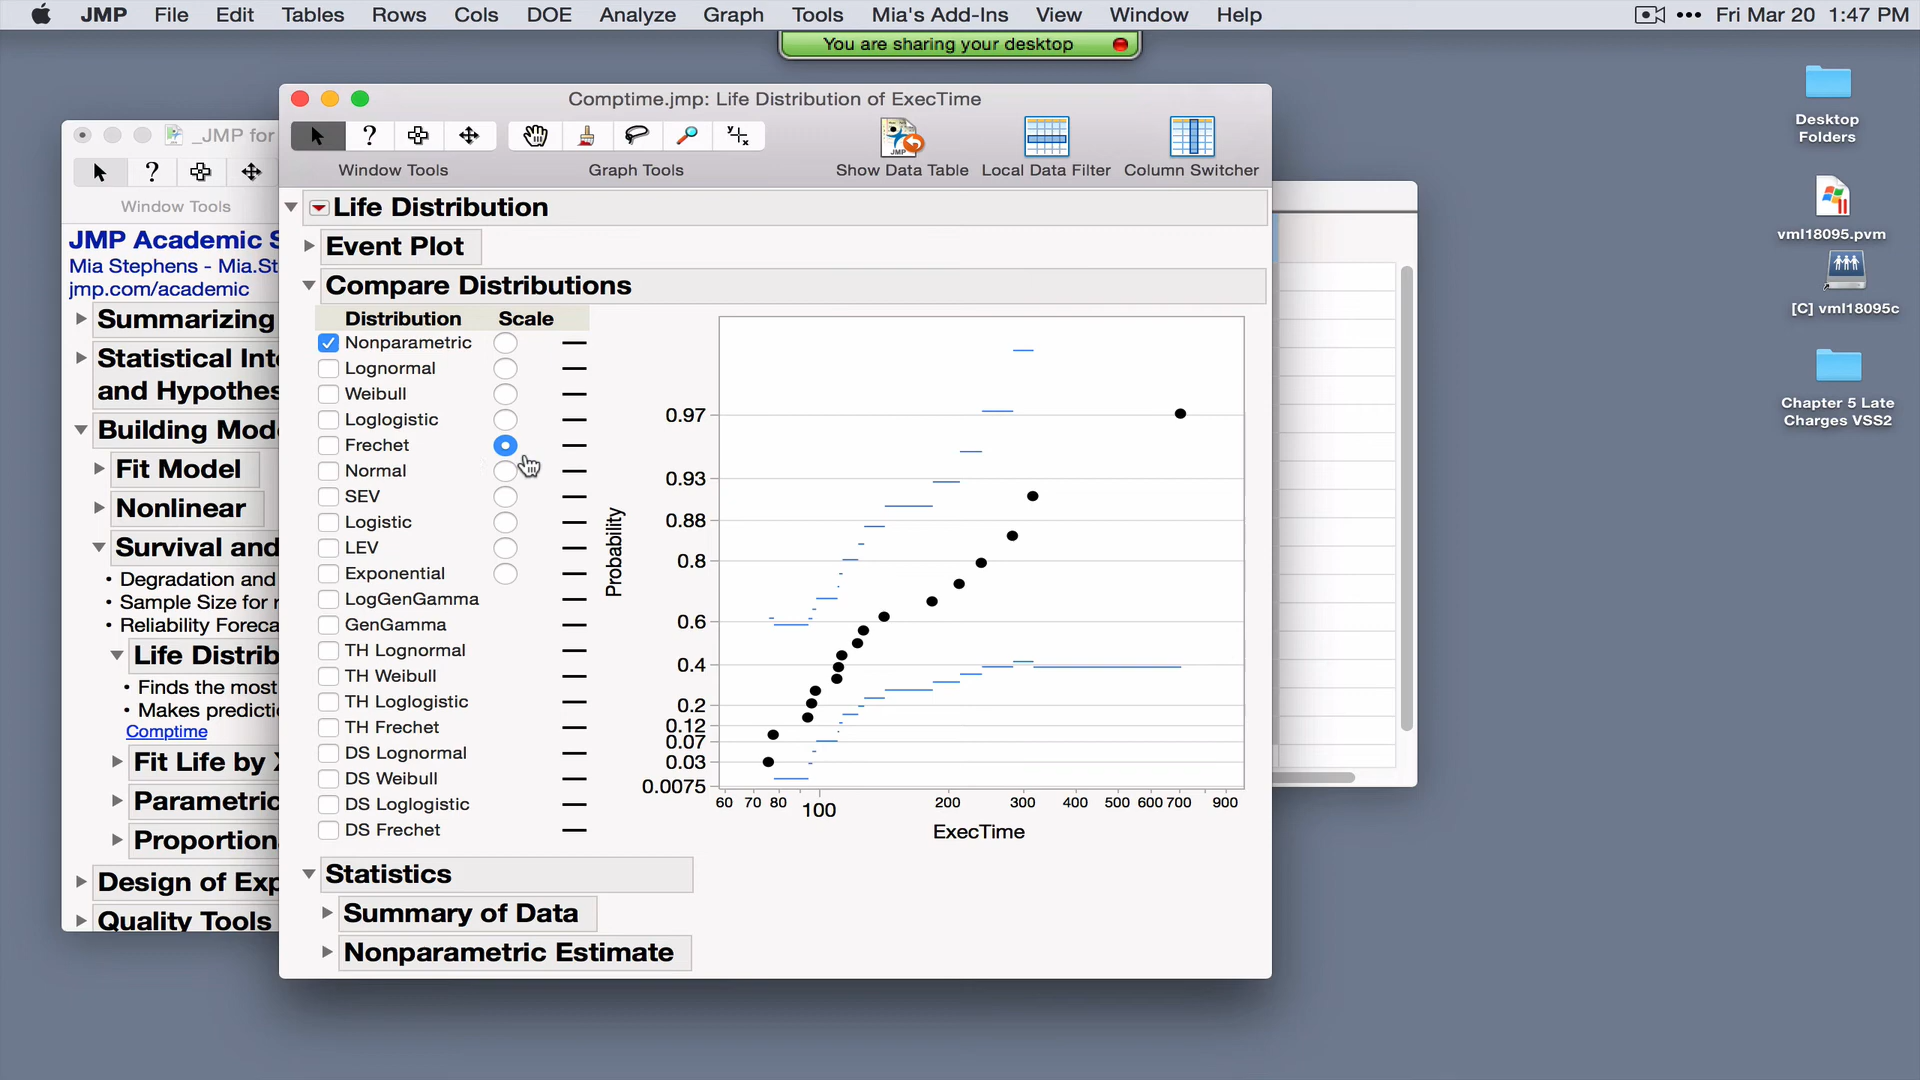 JMP File Edit Tables Rows Cols DOE Analyze Graph Tools Mia's Add-Ins View Window Help Fri Mar 20 1:47 PM
You are sharing your desktop
Desktop
Folders
vml18095.pvm
[C] vml18095c
Chapter 5 Late
Charges VSS2
_JMP for
Window Tools
JMP Academic S
Mia Stephens - Mia.St
jmp.com/academic
Summarizing
Statistical Inte
and Hypothes
Building Mode
Fit Model
Nonlinear
Survival and
• Degradation and
• Sample Size for r
• Reliability Foreca
Life Distrib
• Finds the most
• Makes predictio
Comptime
Fit Life by X
Parametric
Proportion
Design of Exp
Quality Tools
Comptime.jmp: Life Distribution of ExecTime
Window Tools
Graph Tools
Show Data Table
JMP
Local Data Filter
Column Switcher
Life Distribution
Event Plot
Compare Distributions
Distribution Scale
Nonparametric
Lognormal
Weibull
Loglogistic
Frechet
Normal
SEV
Logistic
LEV
Exponential
LogGenGamma
GenGamma
TH Lognormal
TH Weibull
TH Loglogistic
TH Frechet
DS Lognormal
DS Weibull
DS Loglogistic
DS Frechet
Probability
0.97
0.93
0.88
0.8
0.6
0.4
0.2
0.12
0.07
0.03
0.0075
60 70 80 100 200 300 400 500 600 700 900
ExecTime
Statistics
Summary of Data
Nonparametric Estimate